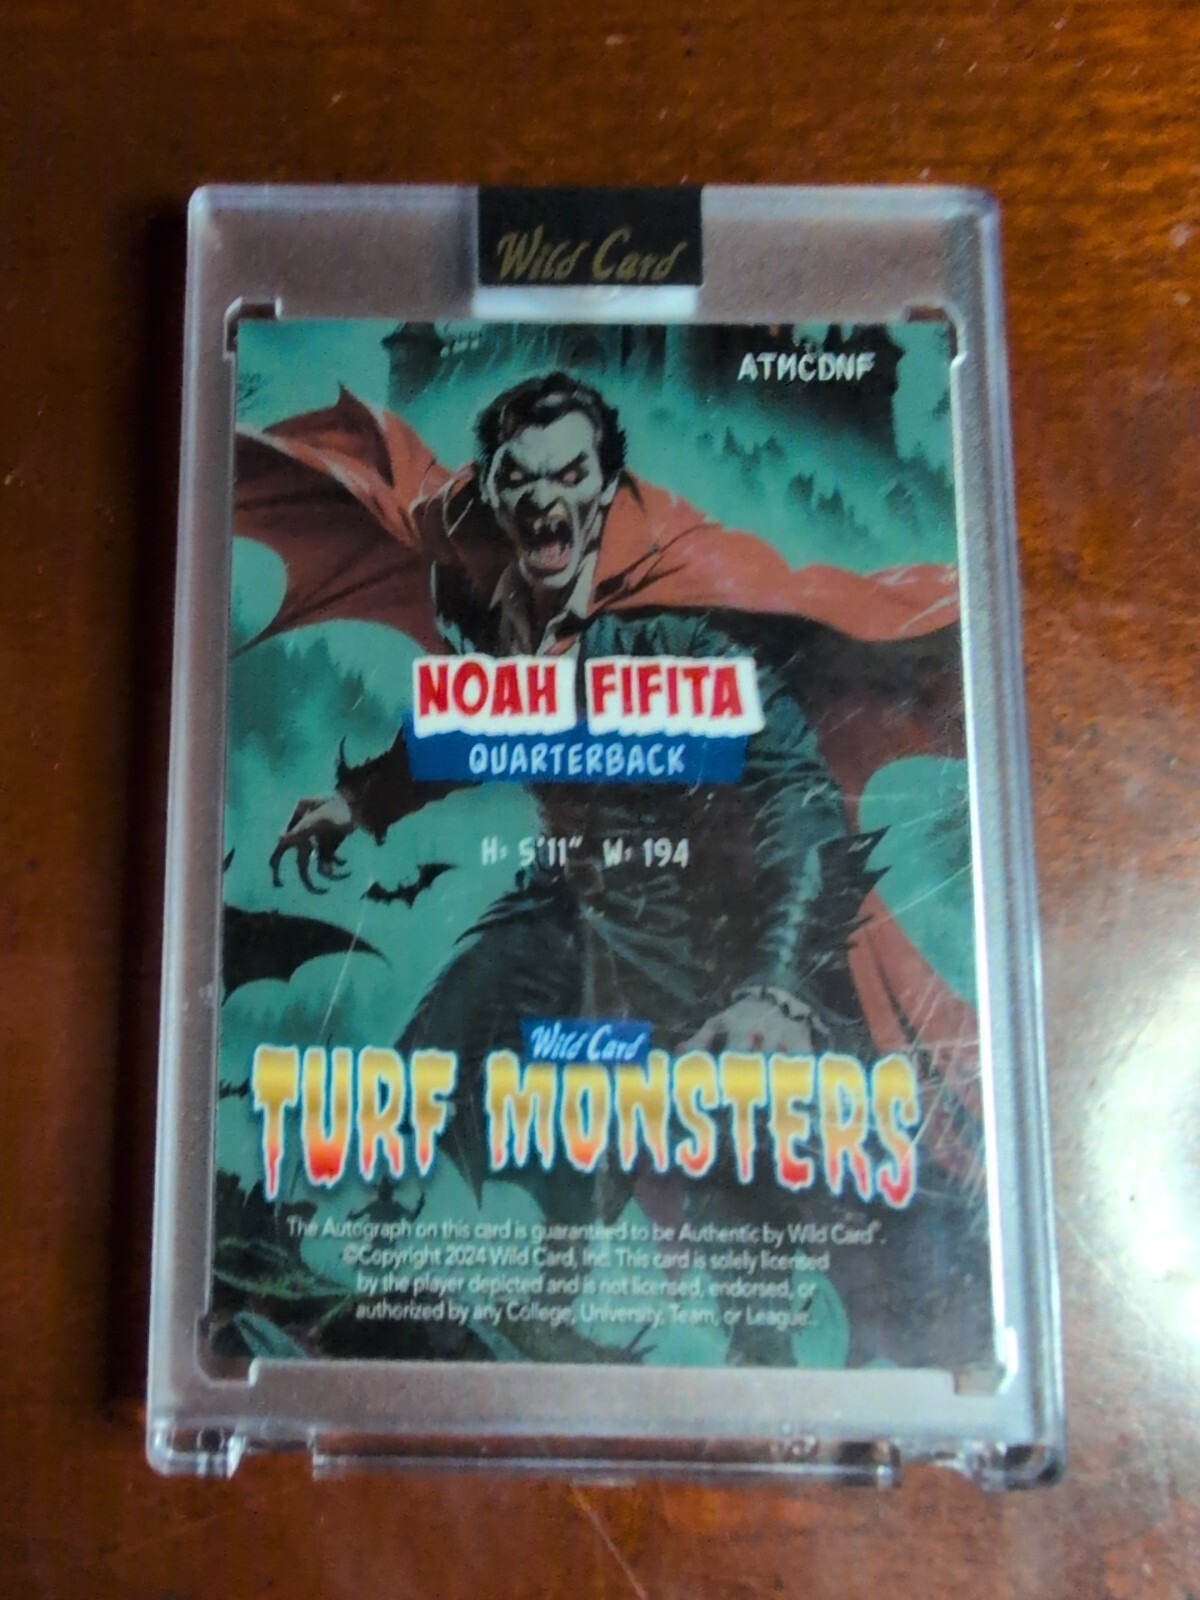 Wild Card
ATMCDNF
NOAH FIFITA
QUARTERBACK
H: 5'11" W: 194
Wild Card
TURF MONSTERS
The Autograph on this card is guaranteed to be Authentic by Wild Card®.
©Copyright 2024 Wild Card, Inc. This card is solely licensed
by the player depicted and is not licensed, endorsed, or
authorized by any College, University, Team, or League.